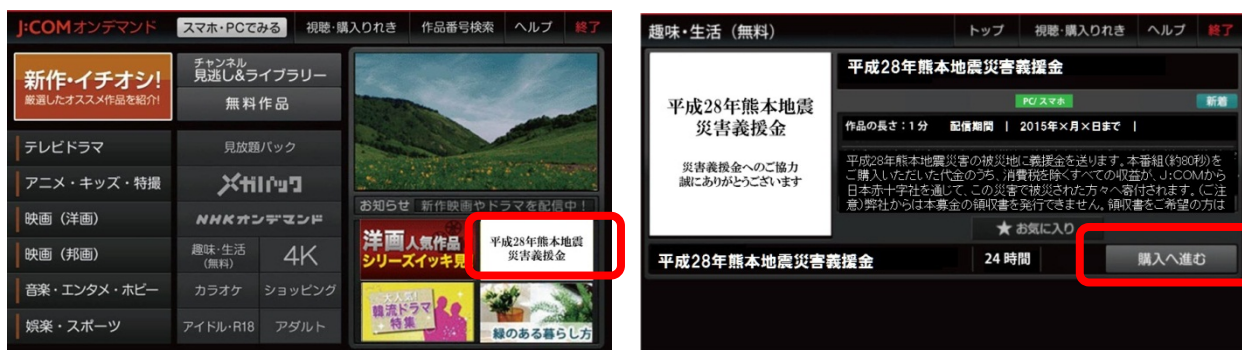 J:COMオンデマンド
スマホ・PCでみる
視聴・購入りれき
作品番号検索
ヘルプ
終了
新作・イチオシ!
厳選したオススメ作品を紹介!
チャンネル
見逃し&ライブラリー
無料作品
テレビドラマ
見放題パック
アニメ・キッズ・特撮
メガパック
映画(洋画)
NHKオンデマンド
映画(邦画)
趣味・生活
(無料)
4K
音楽・エンタメ・ホビー
カラオケ
ショッピング
娯楽・スポーツ
アイドル・R18
アダルト
お知らせ
新作映画やドラマを配信中!
洋画人気作品
シリーズイッキ見
平成28年熊本地震
災害義援金
大人気!
韓流ドラマ
特集
緑のある暮らし方
趣味・生活(無料)
トップ
視聴・購入りれき
ヘルプ
終了
平成28年熊本地震
災害義援金
災害義援金へのご協力
誠にありがとうございます
平成28年熊本地震災害義援金
PC/スマホ
新着
作品の長さ:1分 配信期間 | 2015年×月×日まで |
平成28年熊本地震災害の被災地に義援金を送ります。本番組(約80秒)を
ご購入いただいた代金のうち、消費税を除くすべての収益が、J:COMから
日本赤十字社を通じて、この災害で被災された方々へ寄付されます。(ご注
意)弊社からは本募金の領収書を発行できません。領収書をご希望の方は
★お気に入り
平成28年熊本地震災害義援金
24時間
購入へ進む